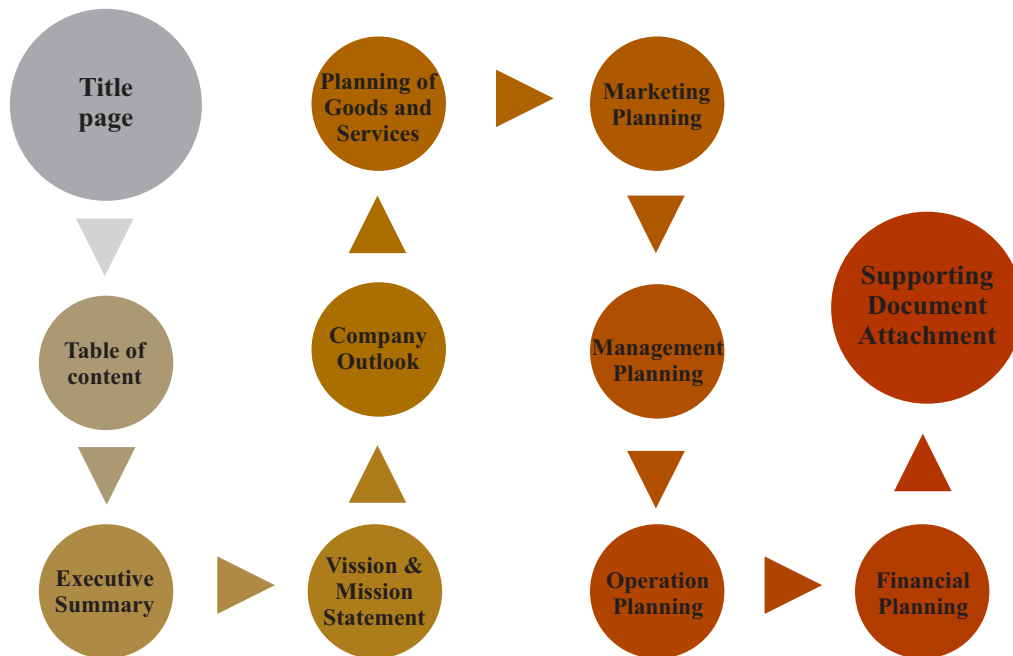 Title
page
Table of
content
Executive
Summary
Vission &
Mission
Statement
Company
Outlook
Planning of
Goods and
Services
Marketing
Planning
Management
Planning
Operation
Planning
Financial
Planning
Supporting
Document
Attachment